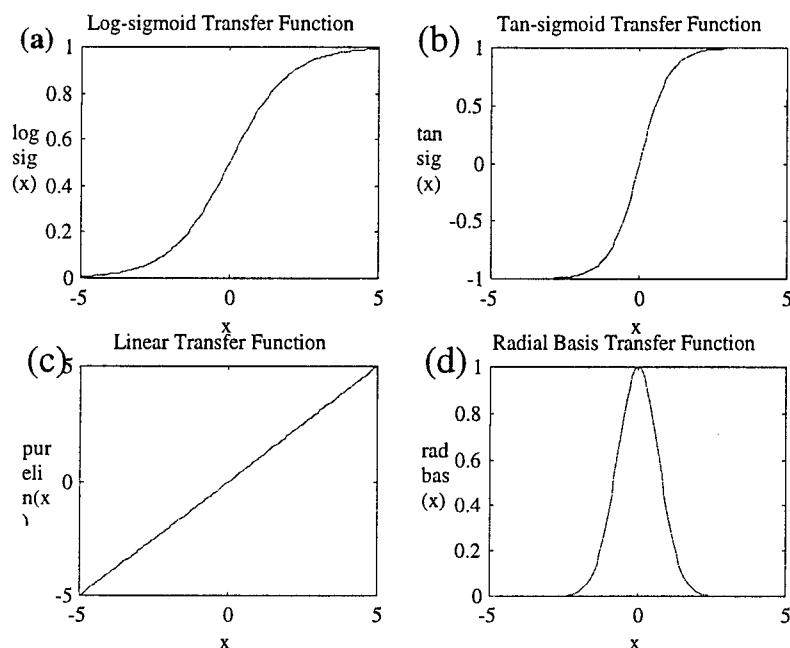 (a) Log-sigmoid Transfer Function
1
0.8
0.6
0.4
0.2
0
log
sig
(x)
-5 0 5
x
(b) Tan-sigmoid Transfer Function
1
0.5
0
-0.5
-1
tan
sig
(x)
-5 0 5
x
(c) Linear Transfer Function
5
0
-5
pur
eli
n(x
)
-5 0 5
x
(d) Radial Basis Transfer Function
1
0.8
0.6
0.4
0.2
0
rad
bas
(x)
-5 0 5
x